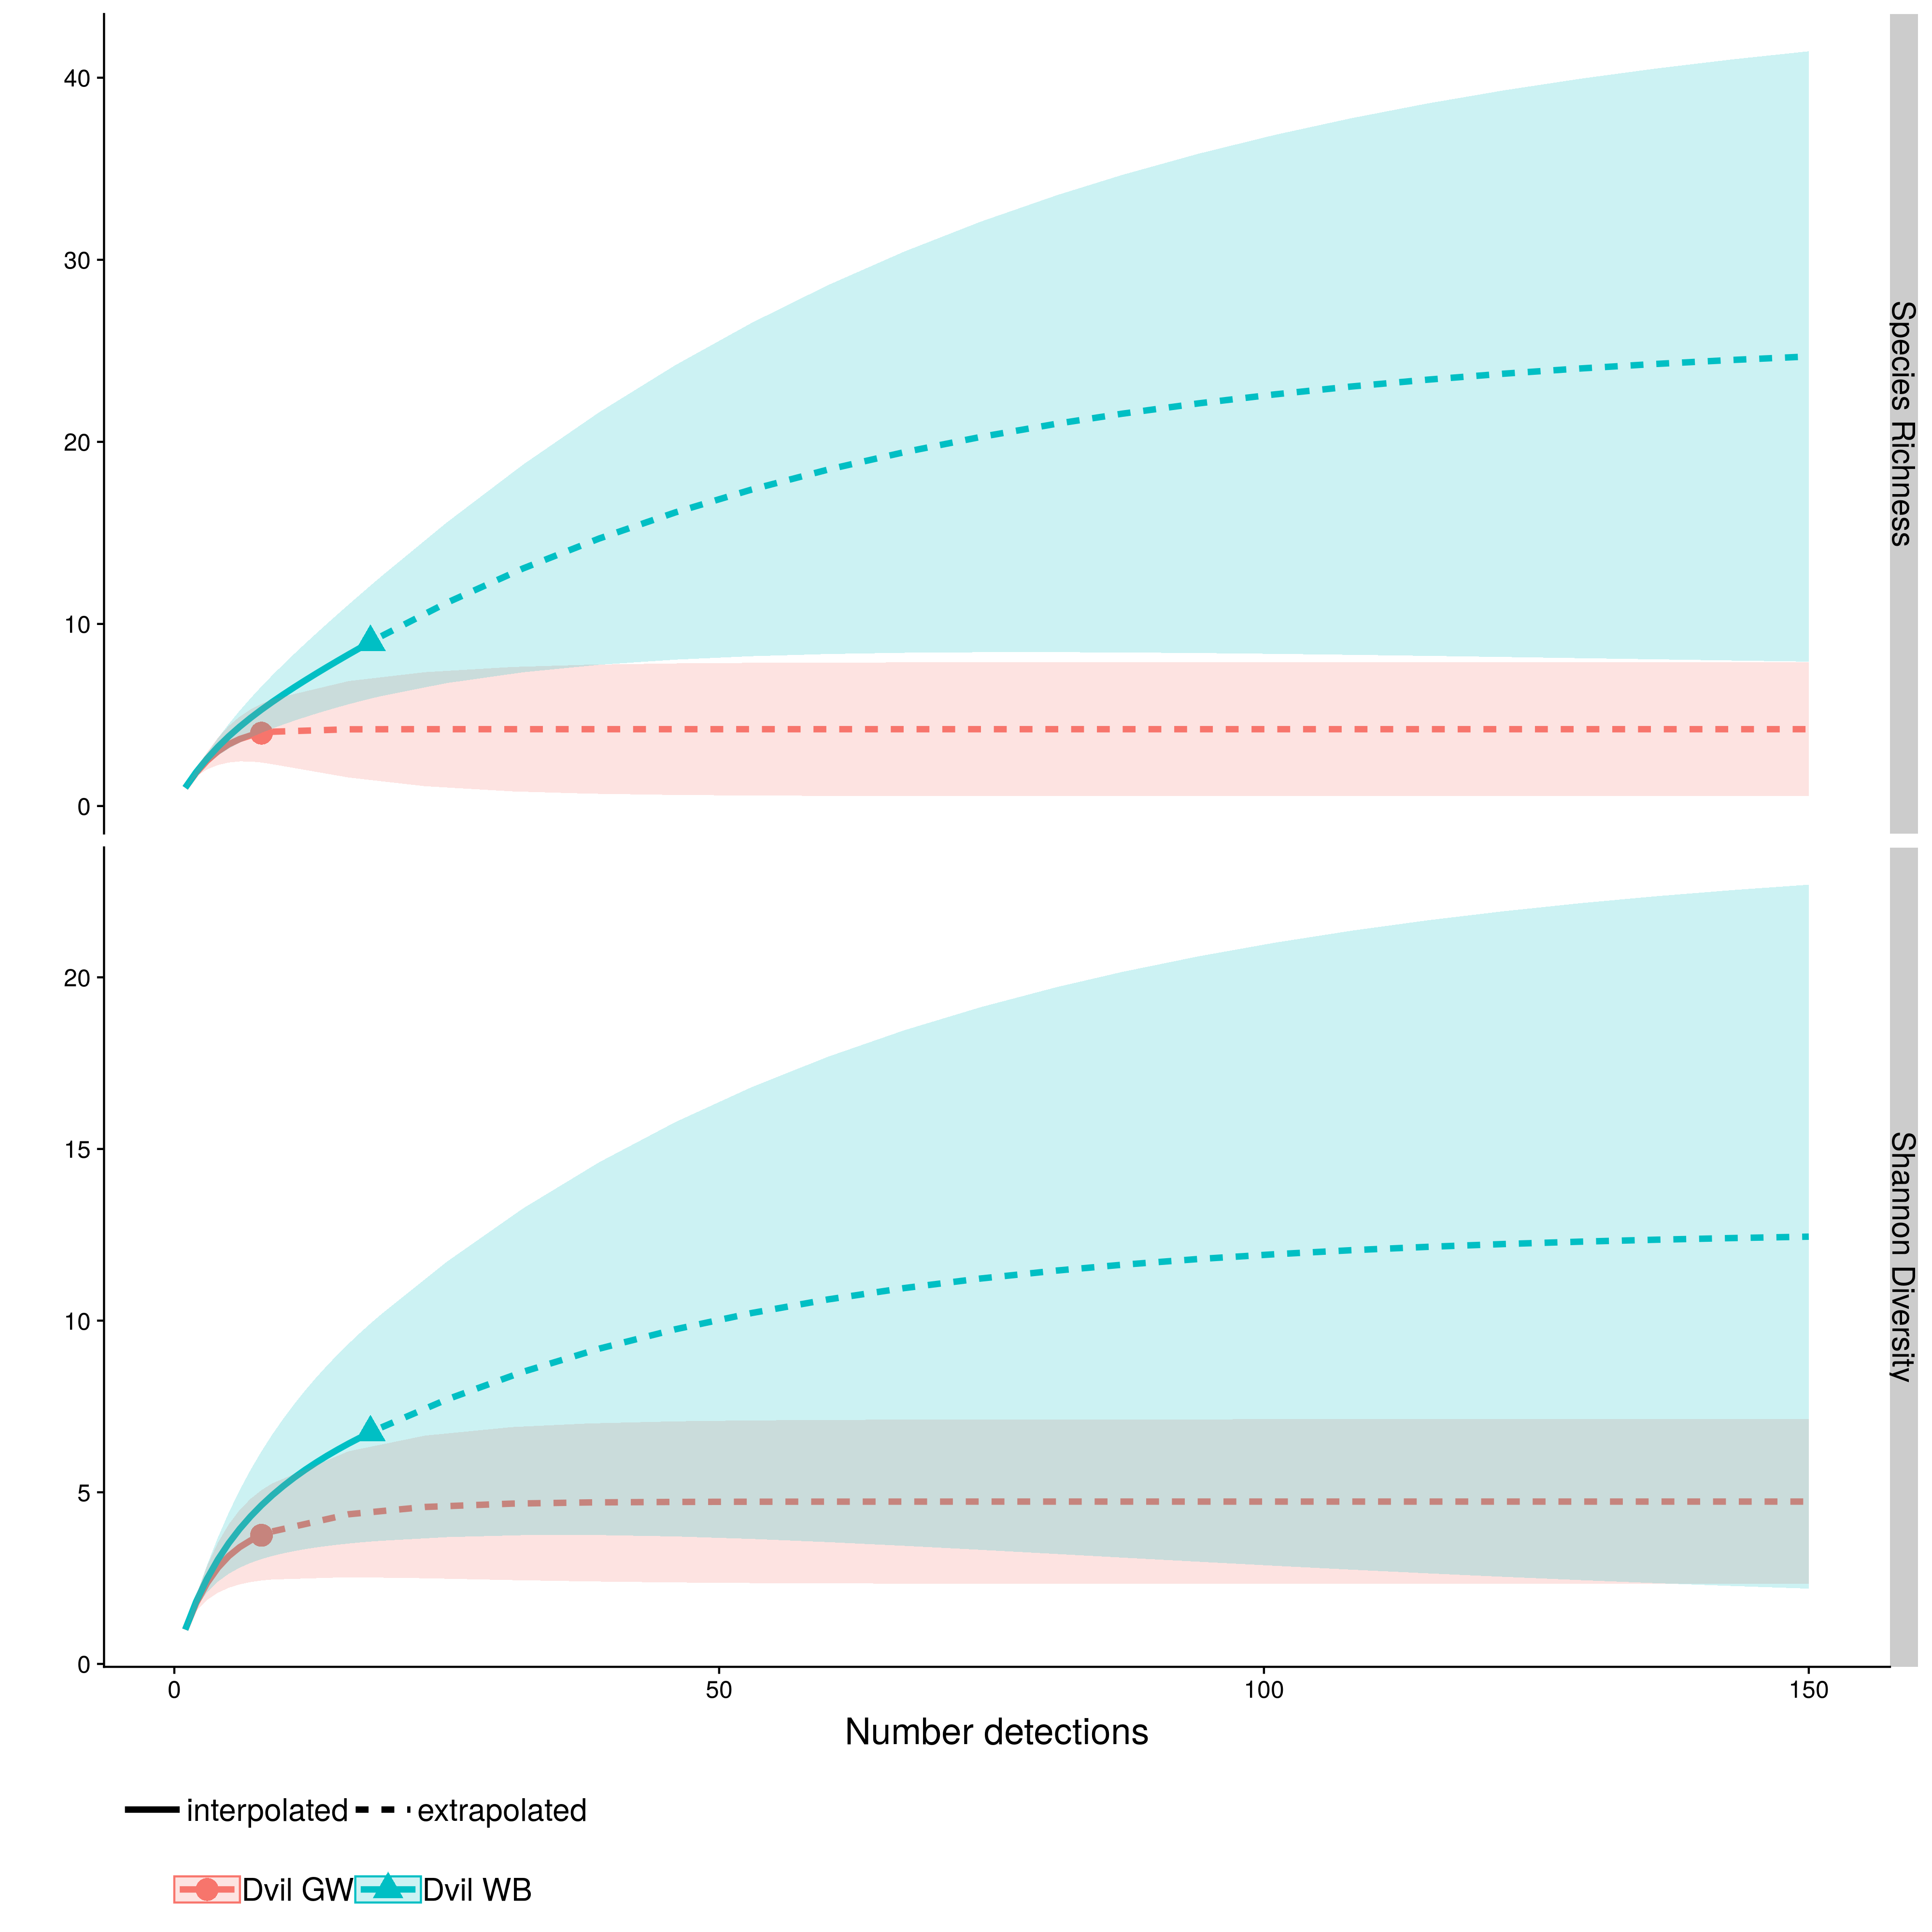 40
30
20
10
0
Species Richness
20
15
10
5
0
Shannon Diversity
0 50 100 150
Number detections
interpolated extrapolated
Dvil GW Dvil WB